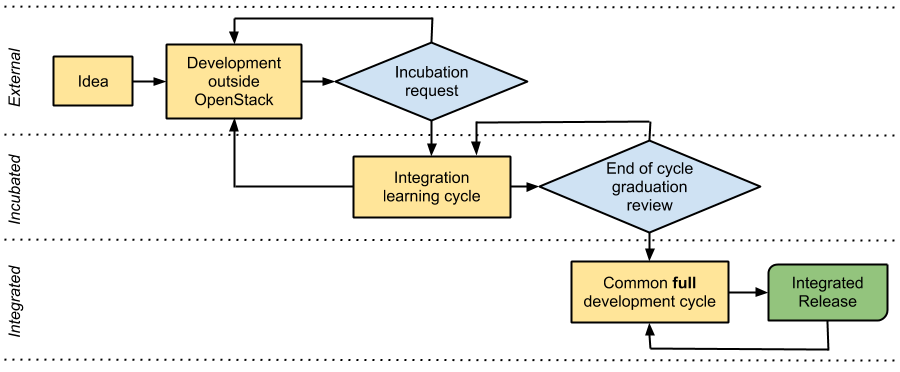 External
Idea
Development
outside
OpenStack
Incubation
request
Incubated
Integration
learning cycle
End of cycle
graduation
review
Integrated
Common full
development cycle
Integrated
Release